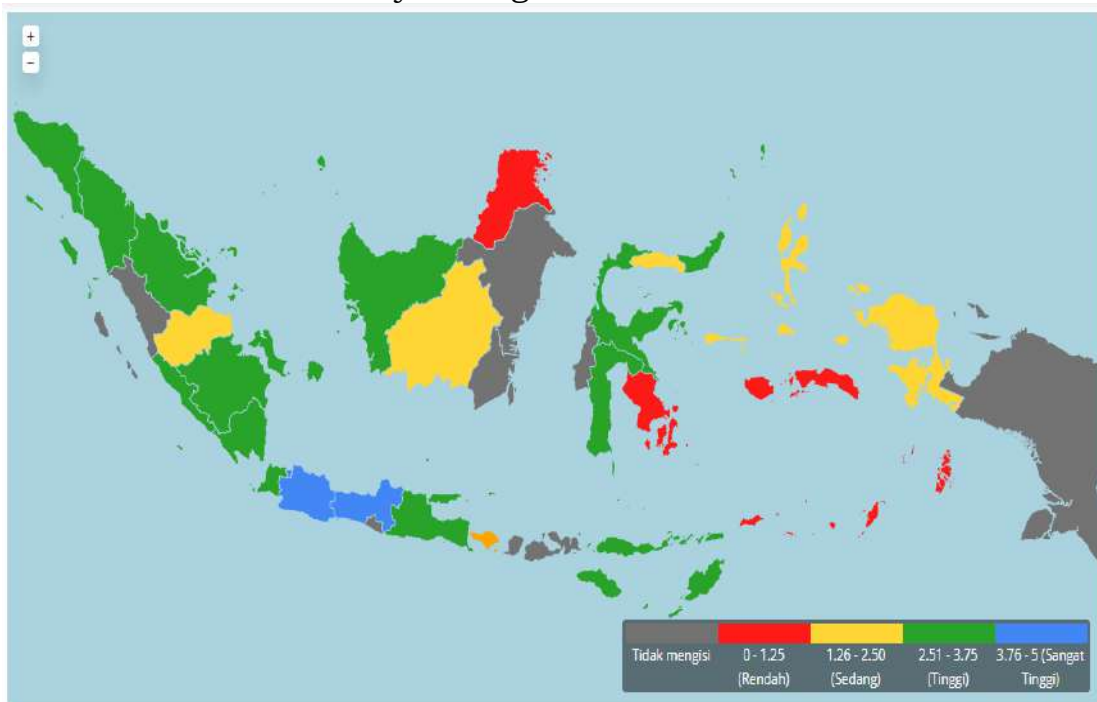 +
−
Tidak mengisi
0 - 1.25
(Rendah)
1.26 - 2.50
(Sedang)
2.51 - 3.75
(Tinggi)
3.76 - 5 (Sangat
Tinggi)